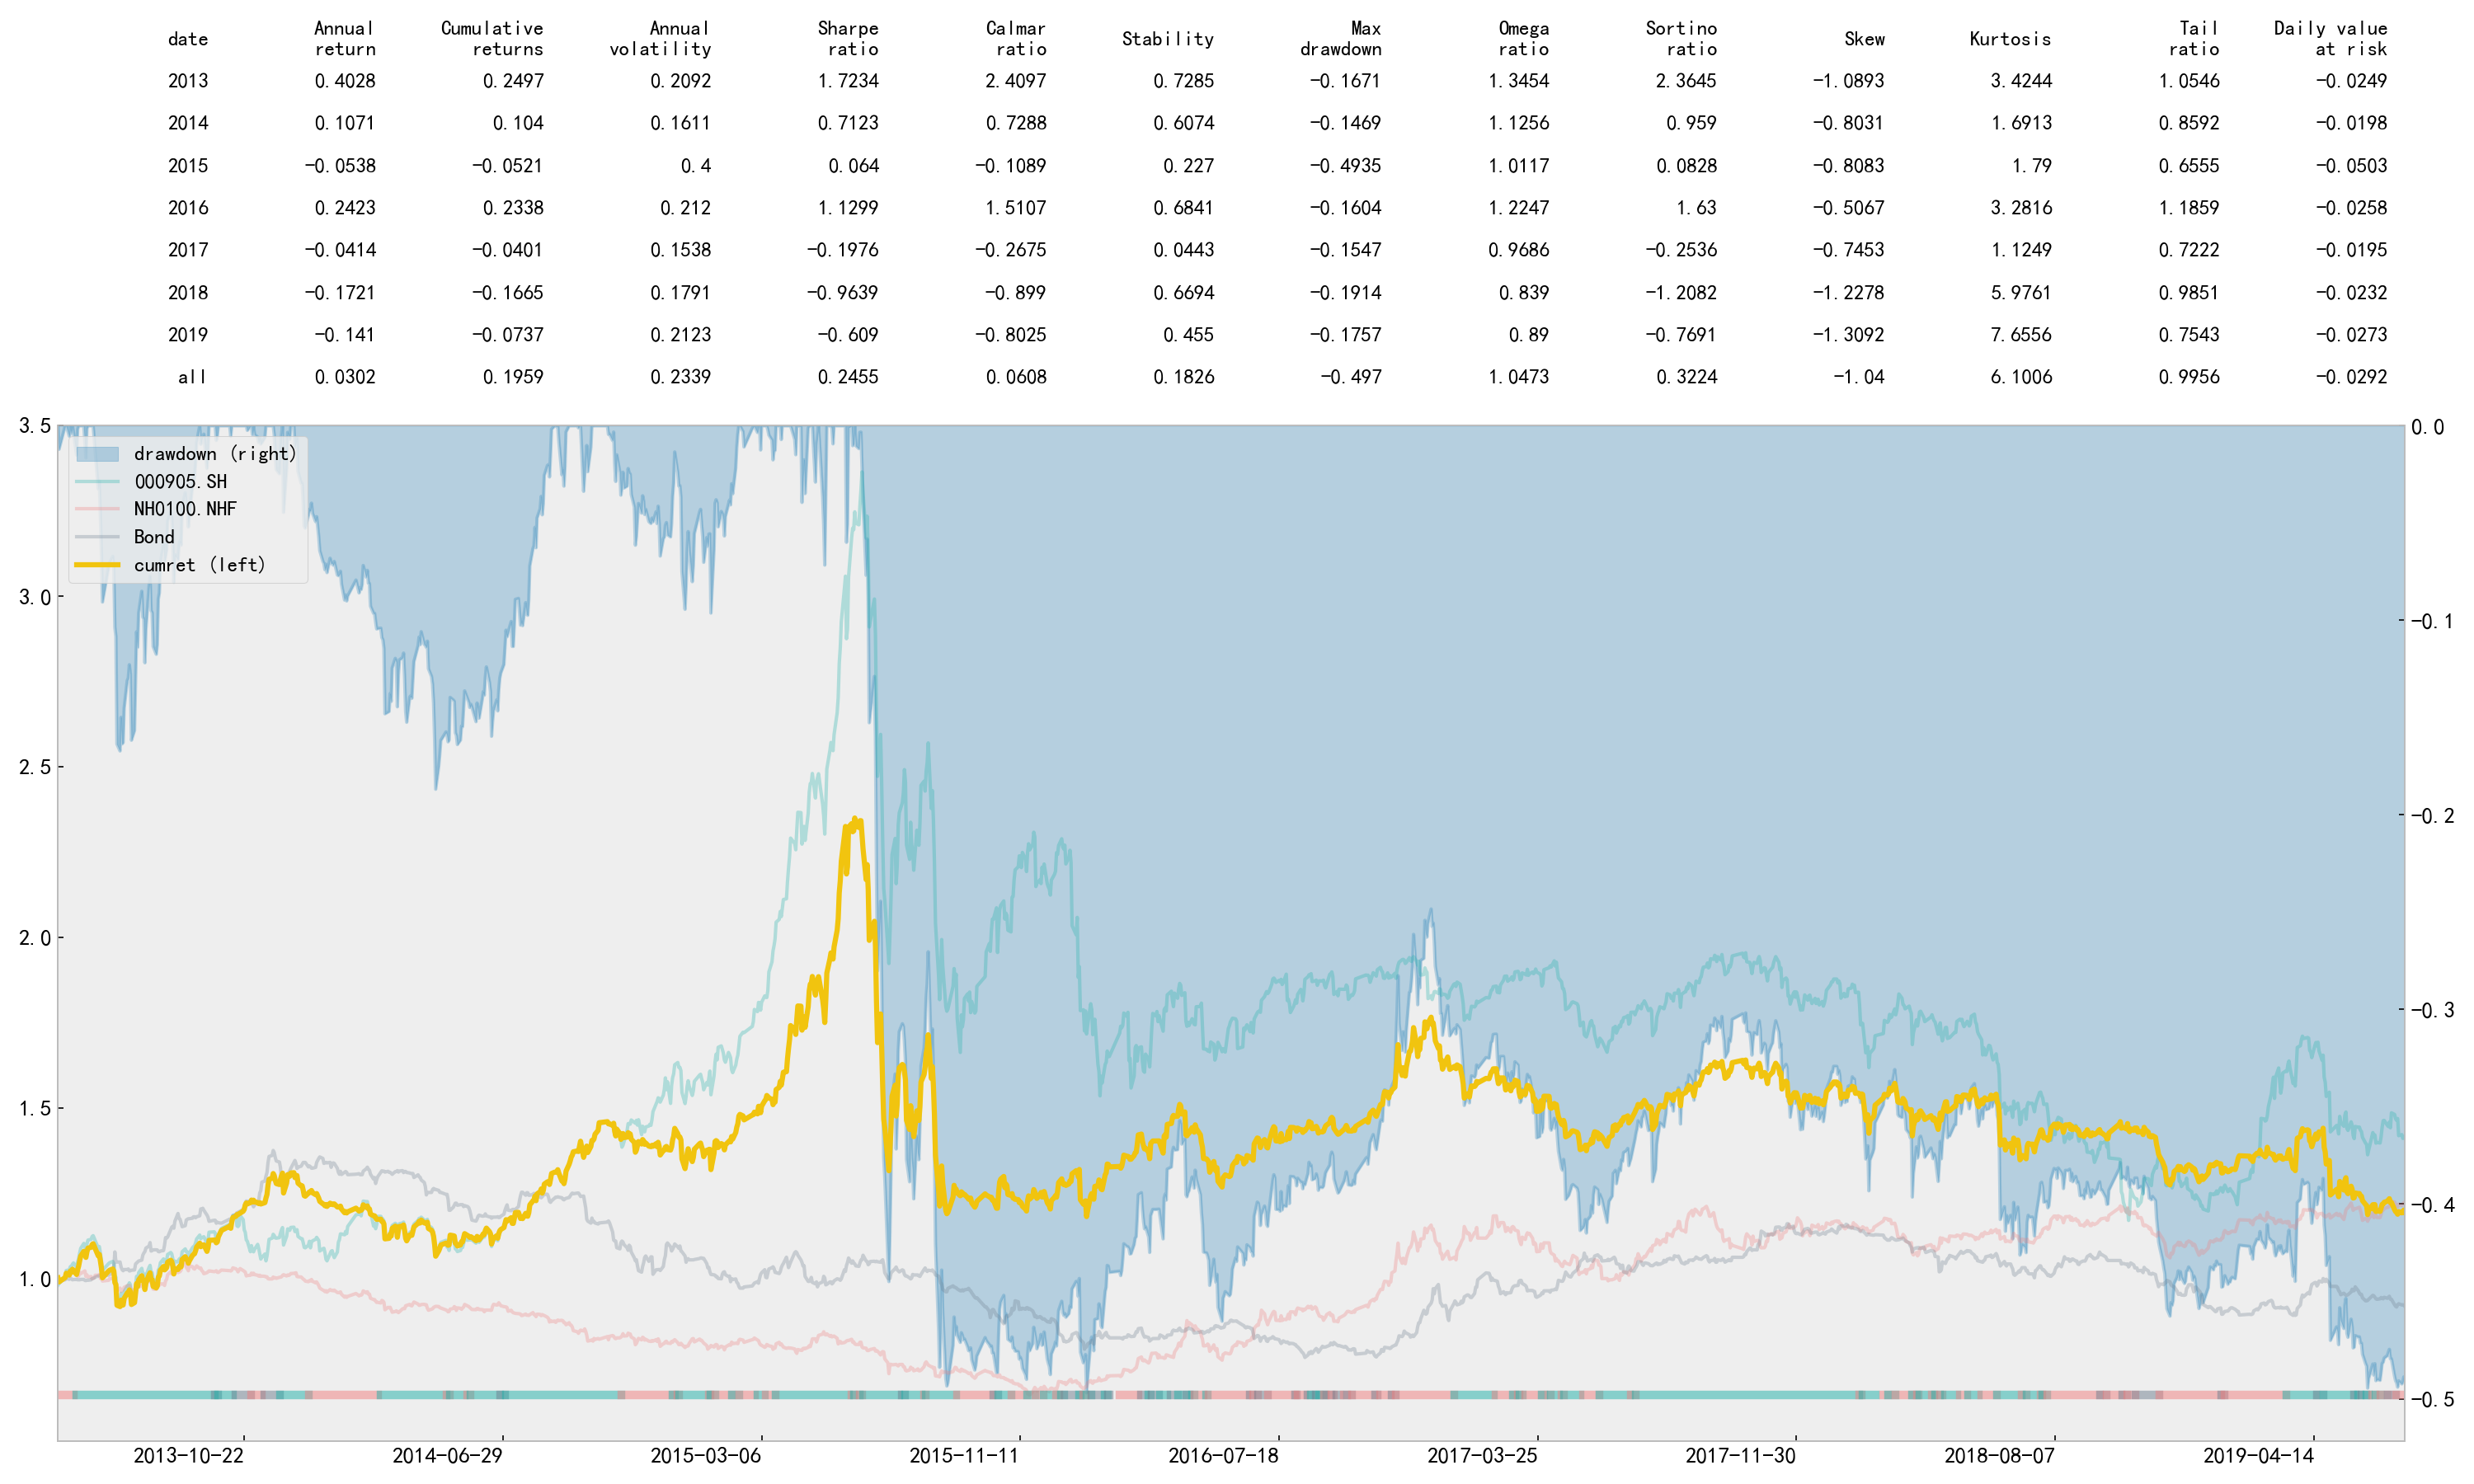 date Annual return Cumulative returns Annual volatility Sharpe ratio Calmar ratio Stability Max drawdown Omega ratio Sortino ratio Skew Kurtosis Tail ratio Daily value at risk
2013 0.4028 0.2497 0.2092 1.7234 2.4097 0.7285 -0.1671 1.3454 2.3645 -1.0893 3.4244 1.0546 -0.0249
2014 0.1071 0.104 0.1611 0.7123 0.7288 0.6074 -0.1469 1.1256 0.959 -0.8031 1.6913 0.8592 -0.0198
2015 -0.0538 -0.0521 0.4 0.064 -0.1089 0.227 -0.4935 1.0117 0.0828 -0.8083 1.79 0.6555 -0.0503
2016 0.2423 0.2338 0.212 1.1299 1.5107 0.6841 -0.1604 1.2247 1.63 -0.5067 3.2816 1.1859 -0.0258
2017 -0.0414 -0.0401 0.1538 -0.1976 -0.2675 0.0443 -0.1547 0.9686 -0.2536 -0.7453 1.1249 0.7222 -0.0195
2018 -0.1721 -0.1665 0.1791 -0.9639 -0.899 0.6694 -0.1914 0.839 -1.2082 -1.2278 5.9761 0.9851 -0.0232
2019 -0.141 -0.0737 0.2123 -0.609 -0.8025 0.455 -0.1757 0.89 -0.7691 -1.3092 7.6556 0.7543 -0.0273
all 0.0302 0.1959 0.2339 0.2455 0.0608 0.1826 -0.497 1.0473 0.3224 -1.04 6.1006 0.9956 -0.0292
3.5
3.0
2.5
2.0
1.5
1.0
drawdown (right)
000905.SH
NH0100.NHF
Bond
cumret (left)
0.0
-0.1
-0.2
-0.3
-0.4
-0.5
2013-10-22 2014-06-29 2015-03-06 2015-11-11 2016-07-18 2017-03-25 2017-11-30 2018-08-07 2019-04-14